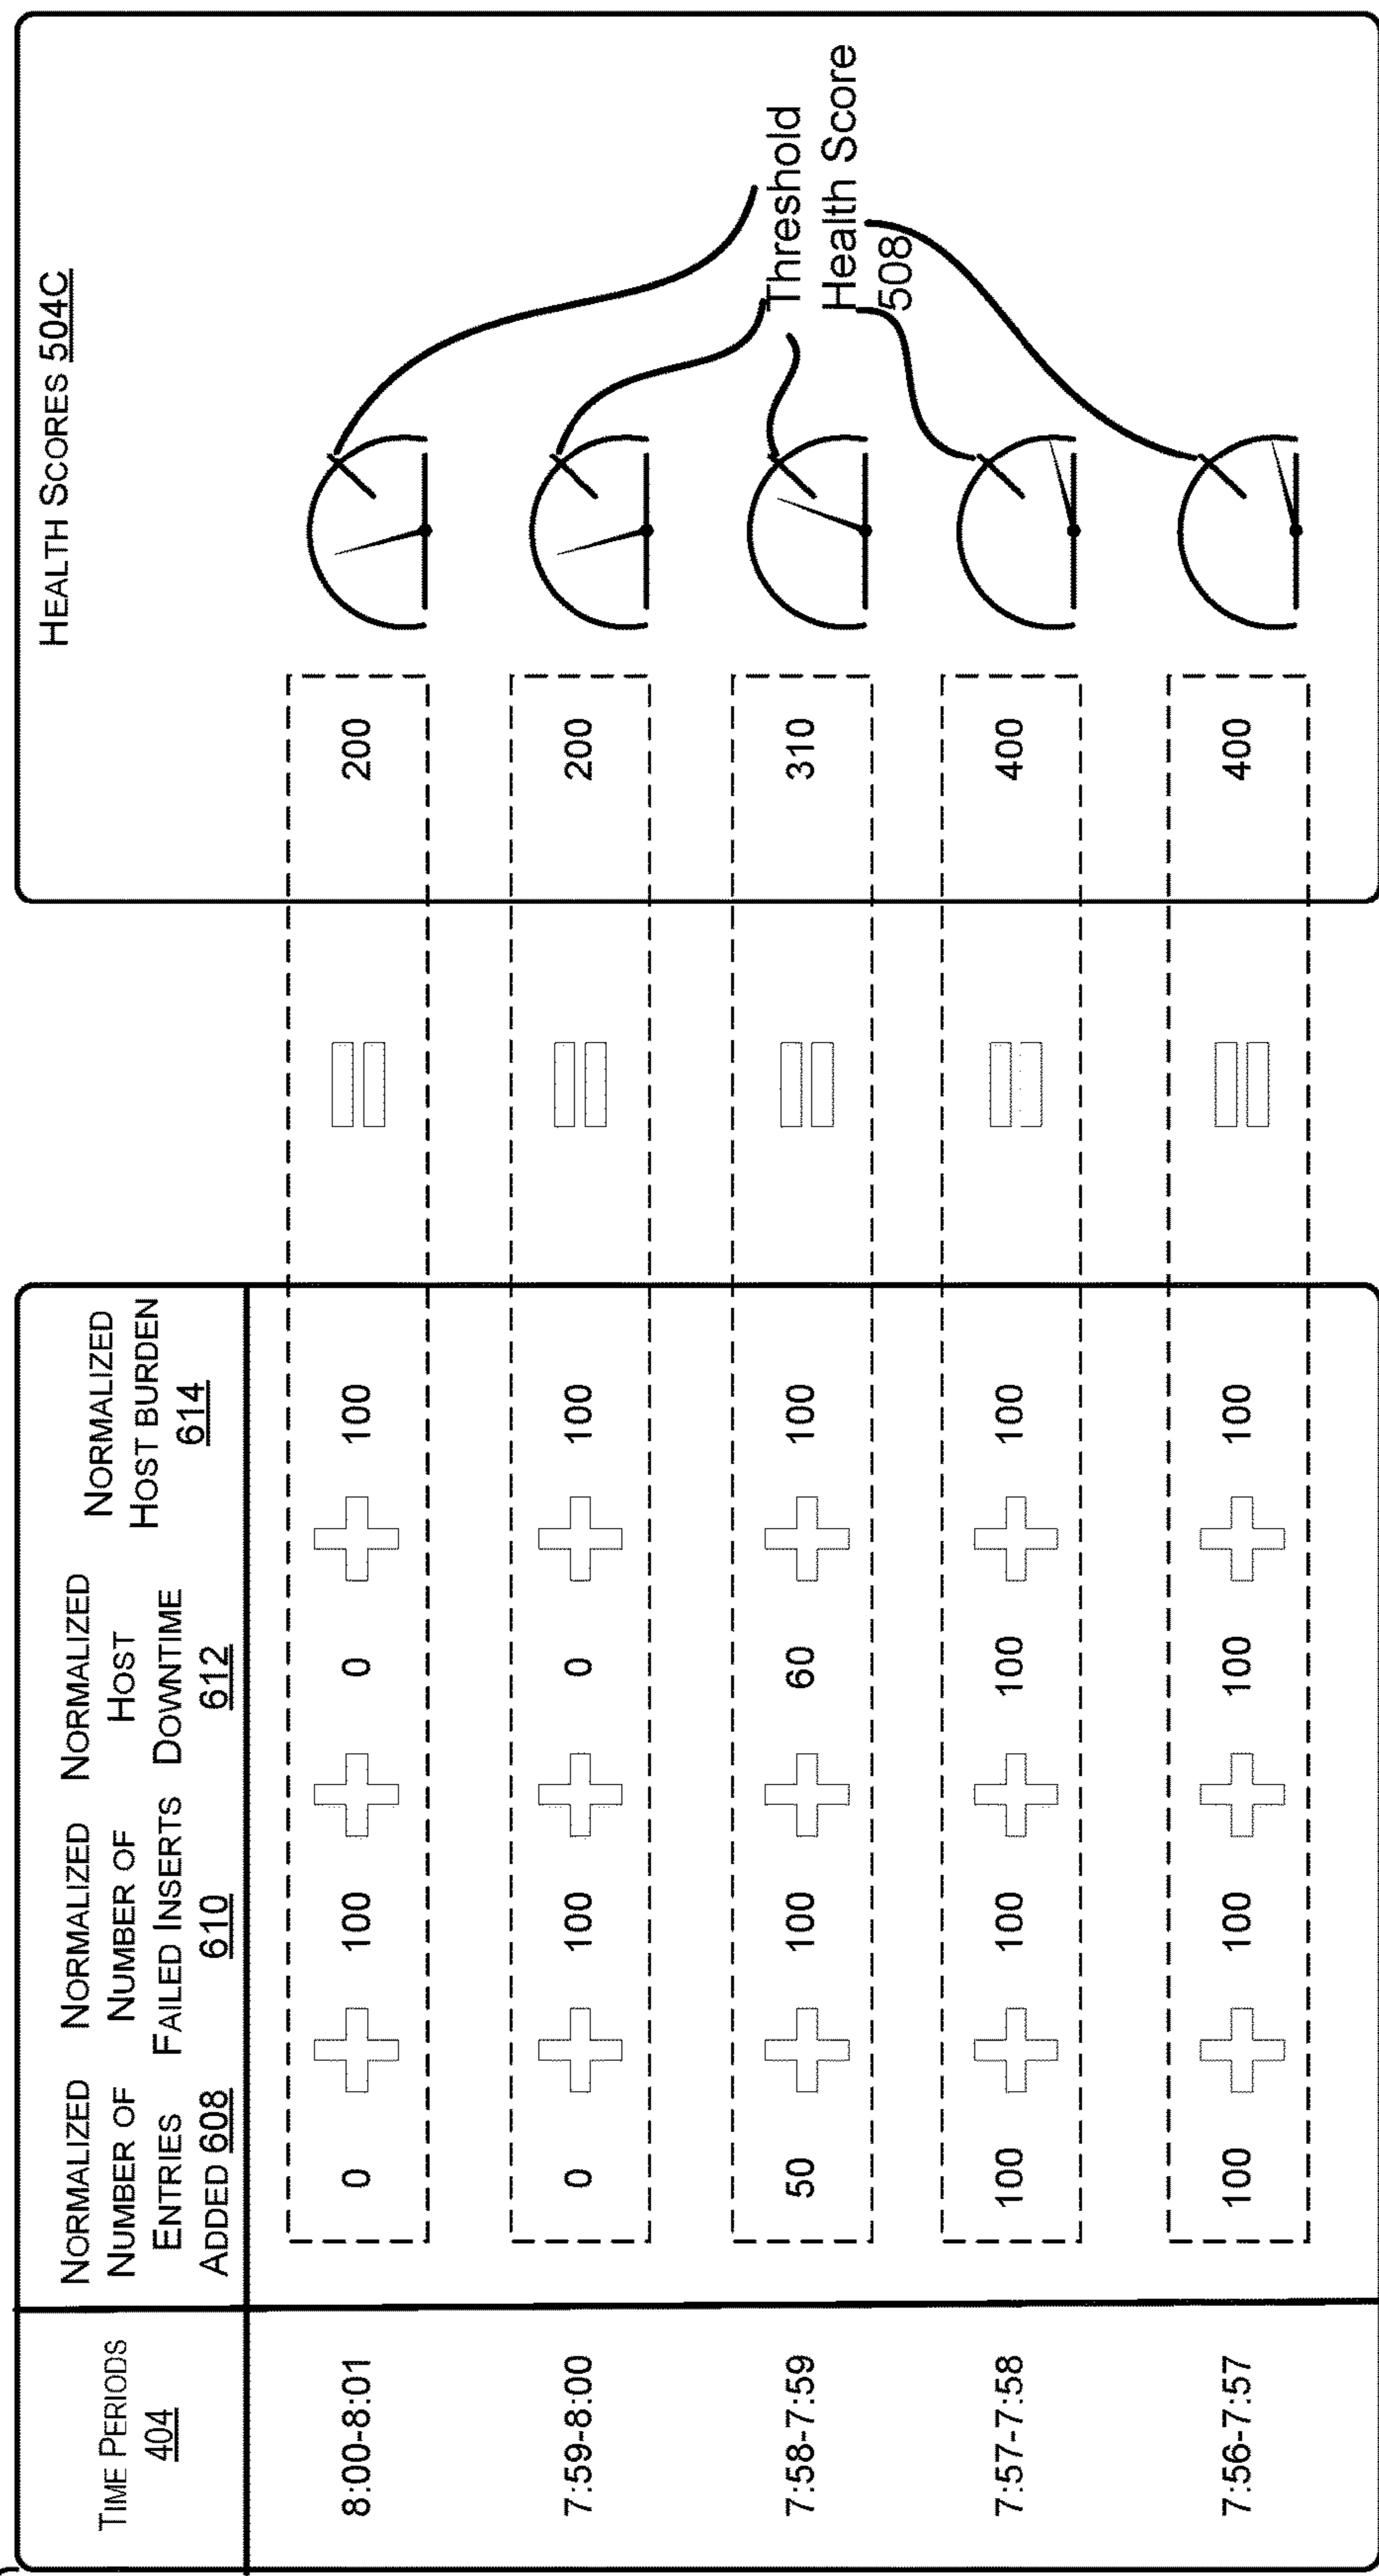 TIME PERIODS
404
NORMALIZED
NUMBER OF
ENTRIES
ADDED 608
NORMALIZED
NUMBER OF
FAILED INSERTS
610
NORMALIZED
HOST
DOWNTIME
612
NORMALIZED
HOST BURDEN
614
HEALTH SCORES 504C
8:00-8:01 0 100 0 100 200
7:59-8:00 0 100 0 100 200
7:58-7:59 50 100 60 100 310
7:57-7:58 100 100 100 100 400
7:56-7:57 100 100 100 100 400
Threshold
Health Score
508